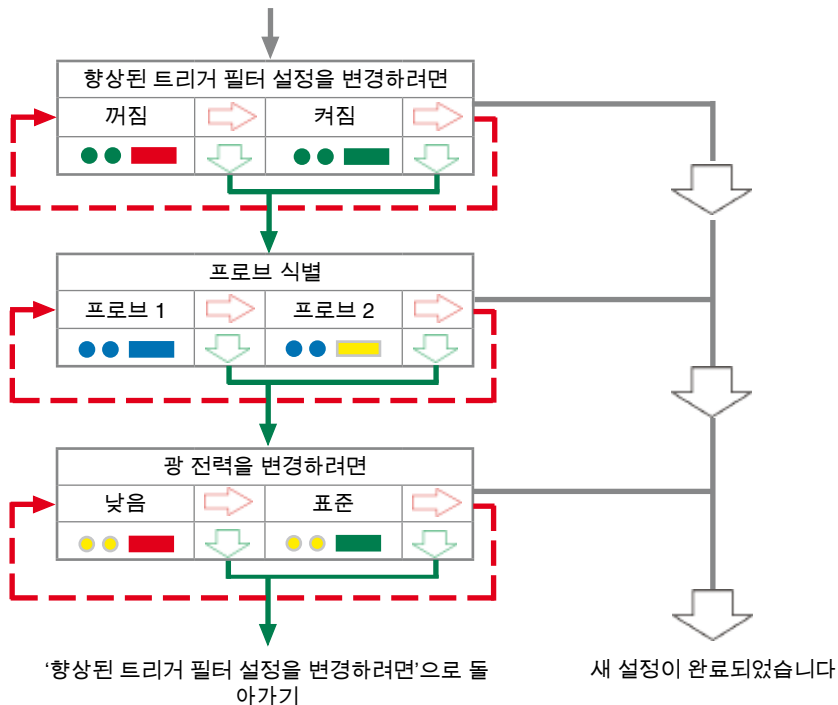 향상된 트리거 필터 설정을 변경하려면
꺼짐 켜짐
프로브 식별
프로브 1 프로브 2
광 전력을 변경하려면
낮음 표준
‘향상된 트리거 필터 설정을 변경하려면’으로 돌
아가기
새 설정이 완료되었습니다